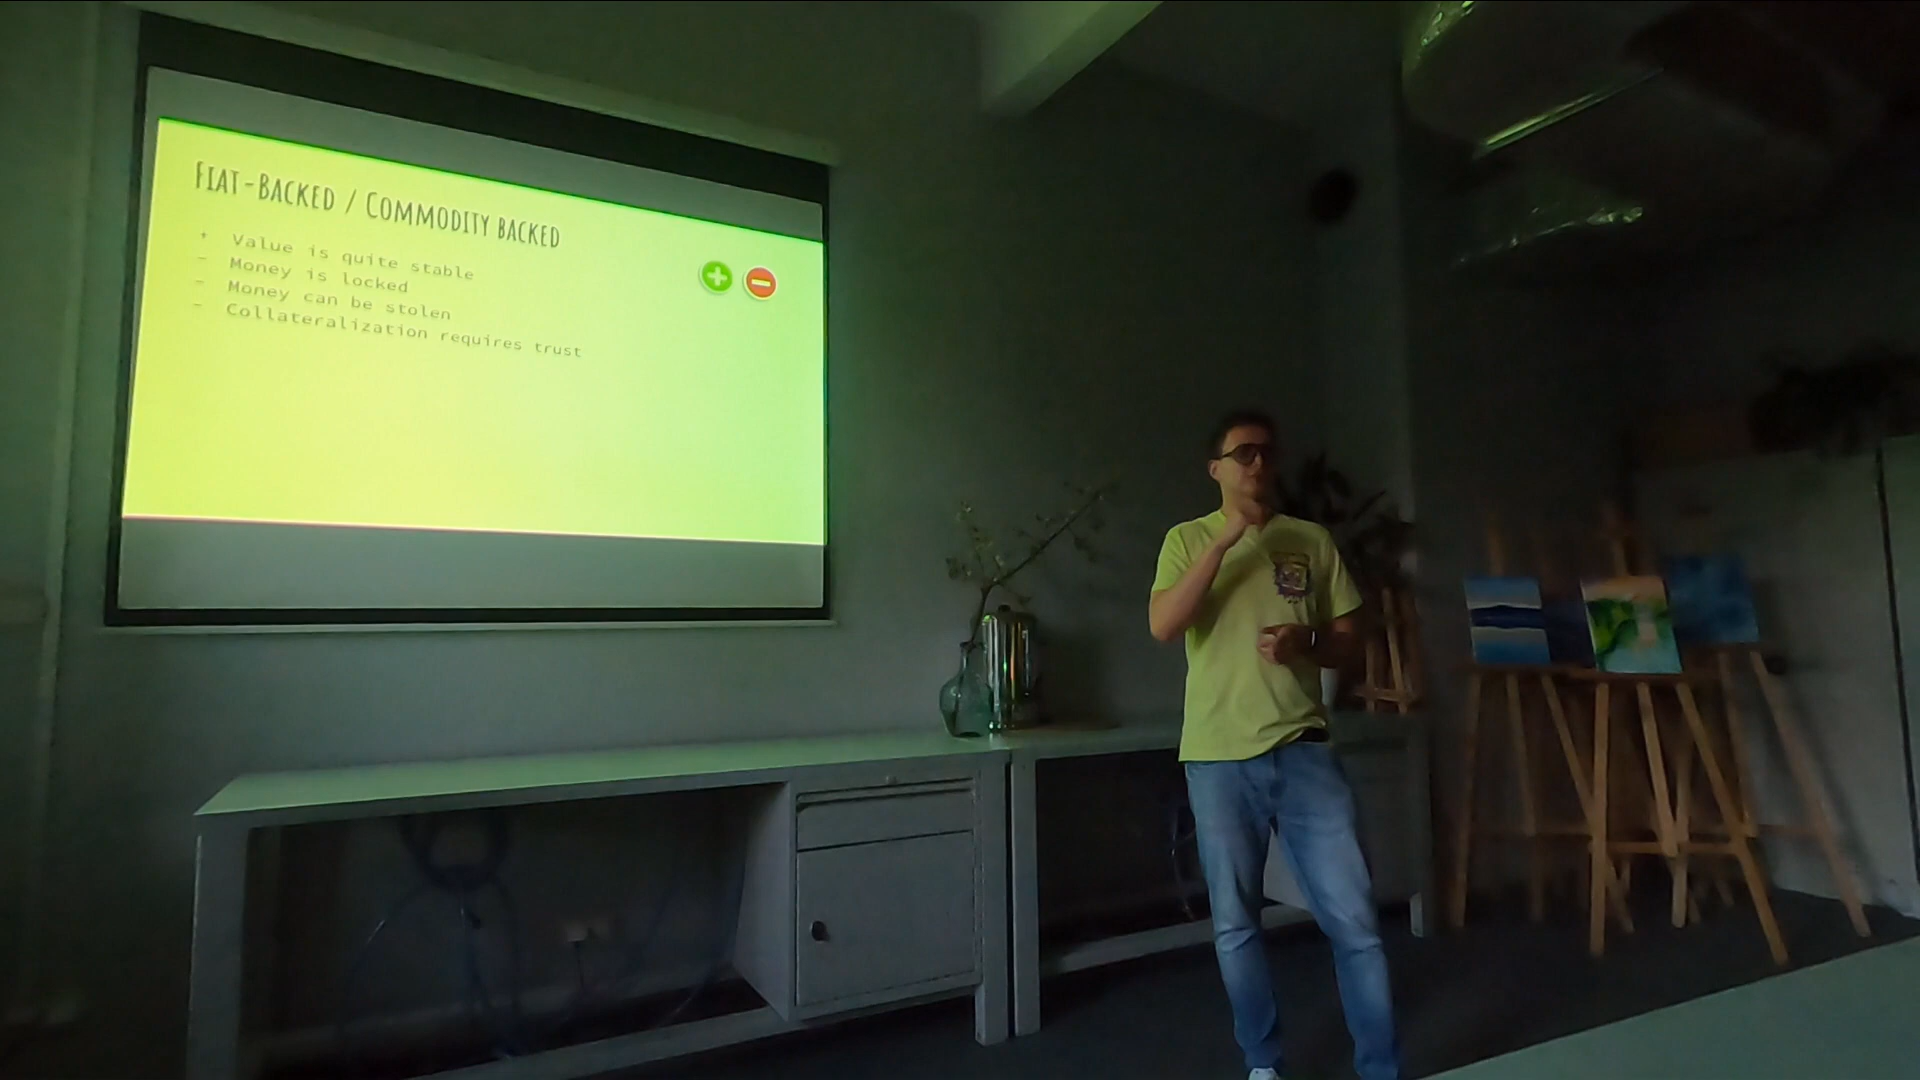 Fiat-Backed / Commodity backed
+ Value is quite stable
- Money is locked
- Money can be stolen
- Collateralization requires trust